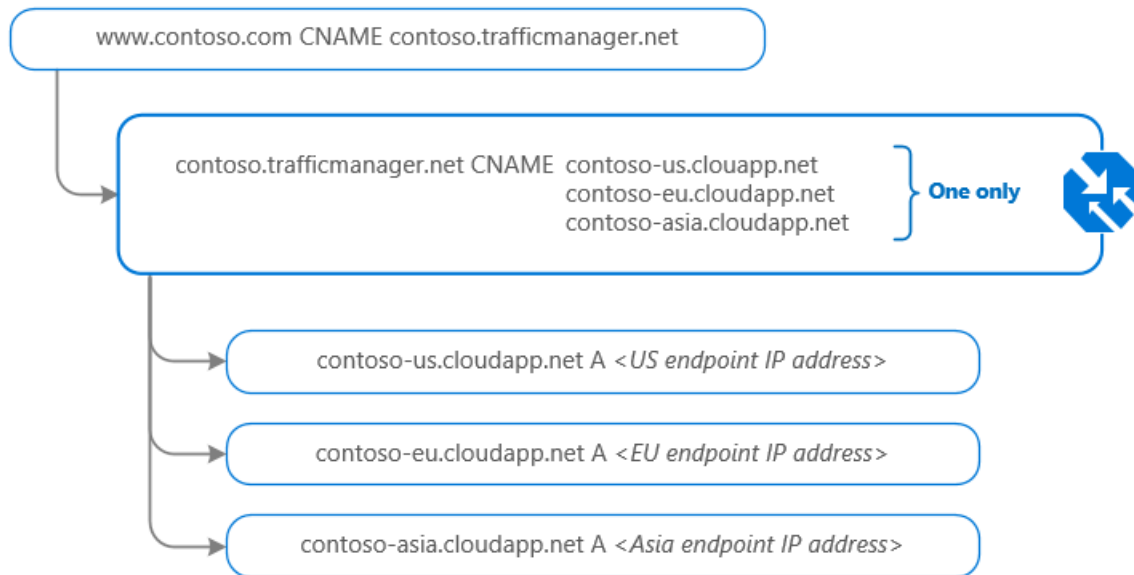 www.contoso.com CNAME contoso.trafficmanager.net
contoso.trafficmanager.net CNAME contoso-us.clouapp.net
contoso-eu.cloudapp.net
One only
contoso-asia.cloudapp.net
contoso-us.cloudapp.net A <US endpoint IP address>
contoso-eu.cloudapp.net A <EU endpoint IP address>
contoso-asia.cloudapp.net A <Asia endpoint IP address>